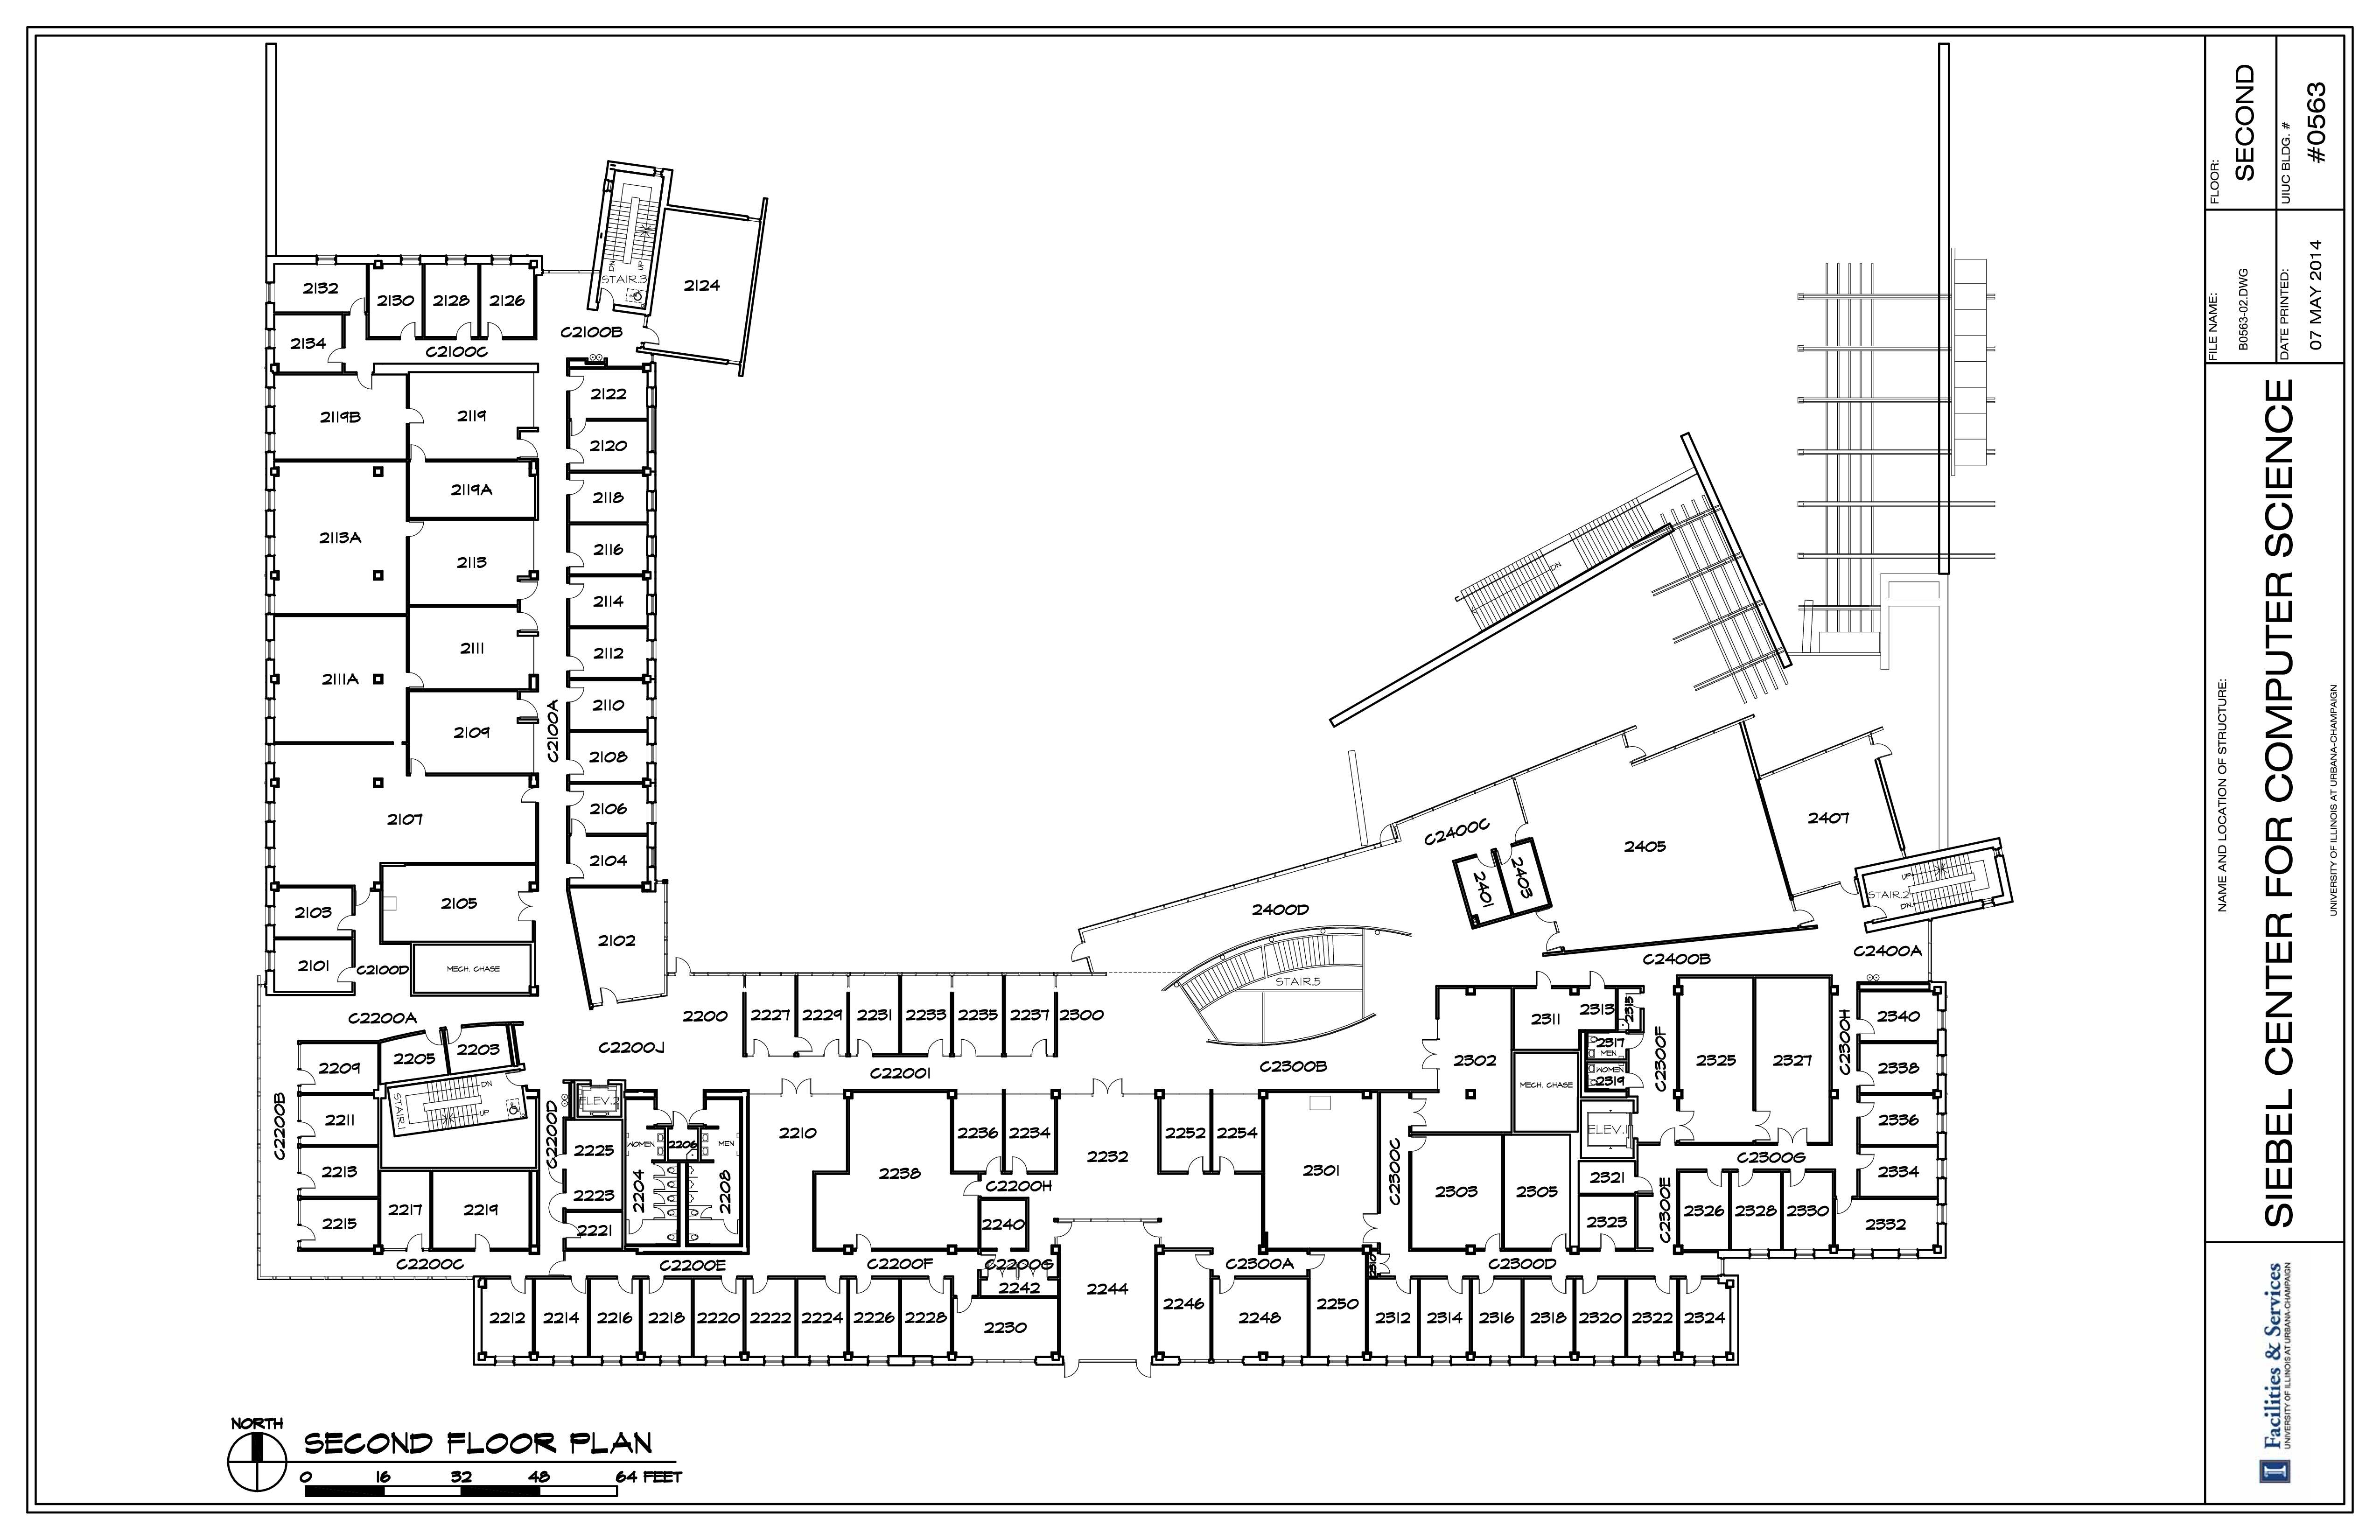 STAIR.3
DN
UP
2124
2132
2130
2128
2126
2134
C2100B
C2100C
2122
2119B
2119
2120
2119A
2118
2113A
2116
2113
2114
2111
2112
2111A
2110
2109
C2100A
2108
2107
2106
2104
2105
2103
2102
2101
C2100D
MECH. CHASE
C2200A
2205
2203
2209
STAIR.1
DN
UP
C2200B
2211
2213
2215
2217
2219
C2200C
C2200D
ELEV.2
2225
2223
2221
WOMEN
2206
MEN
2204
2208
2200
C2200J
2227
2229
2231
2233
2235
2237
2300
C2200I
2210
2238
2236
2234
2232
C2200H
2240
C2200E
C2200F
C2200G
2242
2212
2214
2216
2218
2220
2222
2224
2226
2228
2230
2244
2252
2254
2301
C2300A
2246
2248
2250
2310
C2300B
C2300C
2302
2303
2305
2311
2313
2315
2317
MEN
WOMEN
2319
MECH. CHASE
ELEV.1
2321
2323
C2300D
C2300E
C2300F
2312
2314
2316
2318
2320
2322
2324
2325
2327
C2300G
C2300H
2326
2328
2330
2332
2334
2336
2338
2340
DN
STAIR.5
2400D
C2400C
2401
2403
2405
2407
STAIR.2
UP
DN
C2400A
C2400B
NORTH
SECOND FLOOR PLAN
0 16 32 48 64 FEET
FLOOR:
SECOND
UIUC BLDG. #
#0563
FILE NAME:
B0563-02.DWG
DATE PRINTED:
07 MAY 2014
NAME AND LOCATION OF STRUCTURE:
SIEBEL CENTER FOR COMPUTER SCIENCE
UNIVERSITY OF ILLINOIS AT URBANA-CHAMPAIGN
I
Facilities & Services
UNIVERSITY OF ILLINOIS AT URBANA-CHAMPAIGN